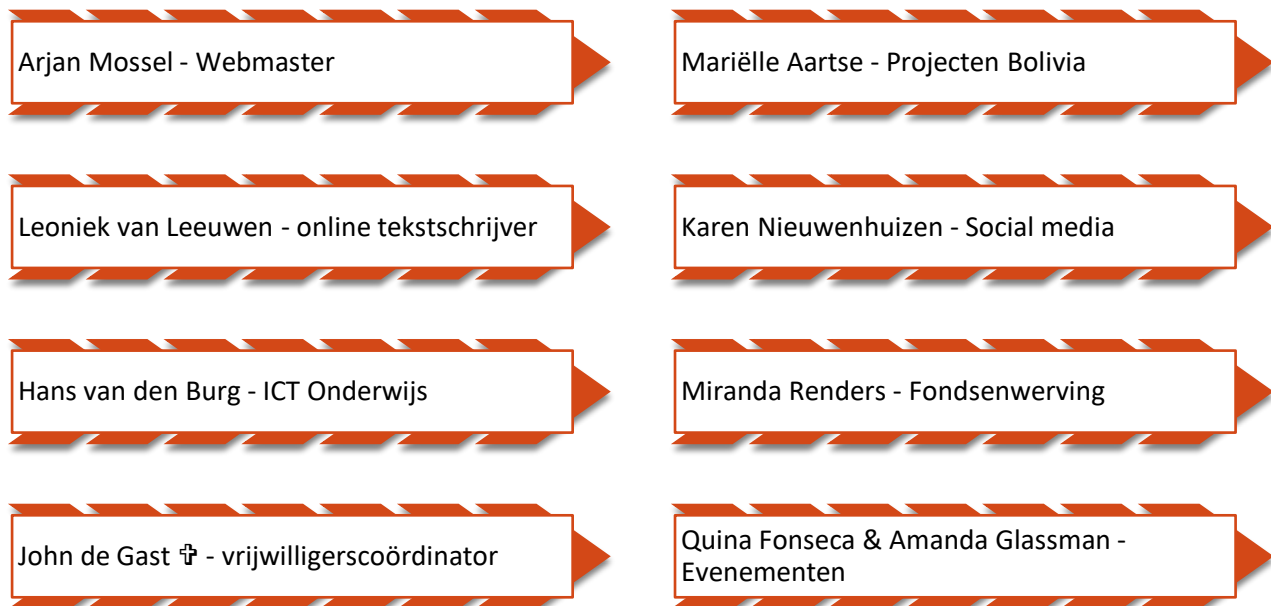 Arjan Mossel - Webmaster
Mariëlle Aartse - Projecten Bolivia
Leoniek van Leeuwen - online tekstschrijver
Karen Nieuwenhuizen - Social media
Hans van den Burg - ICT Onderwijs
Miranda Renders - Fondsenwerving
John de Gast ✞ - vrijwilligerscoördinator
Quina Fonseca & Amanda Glassman -
Evenementen